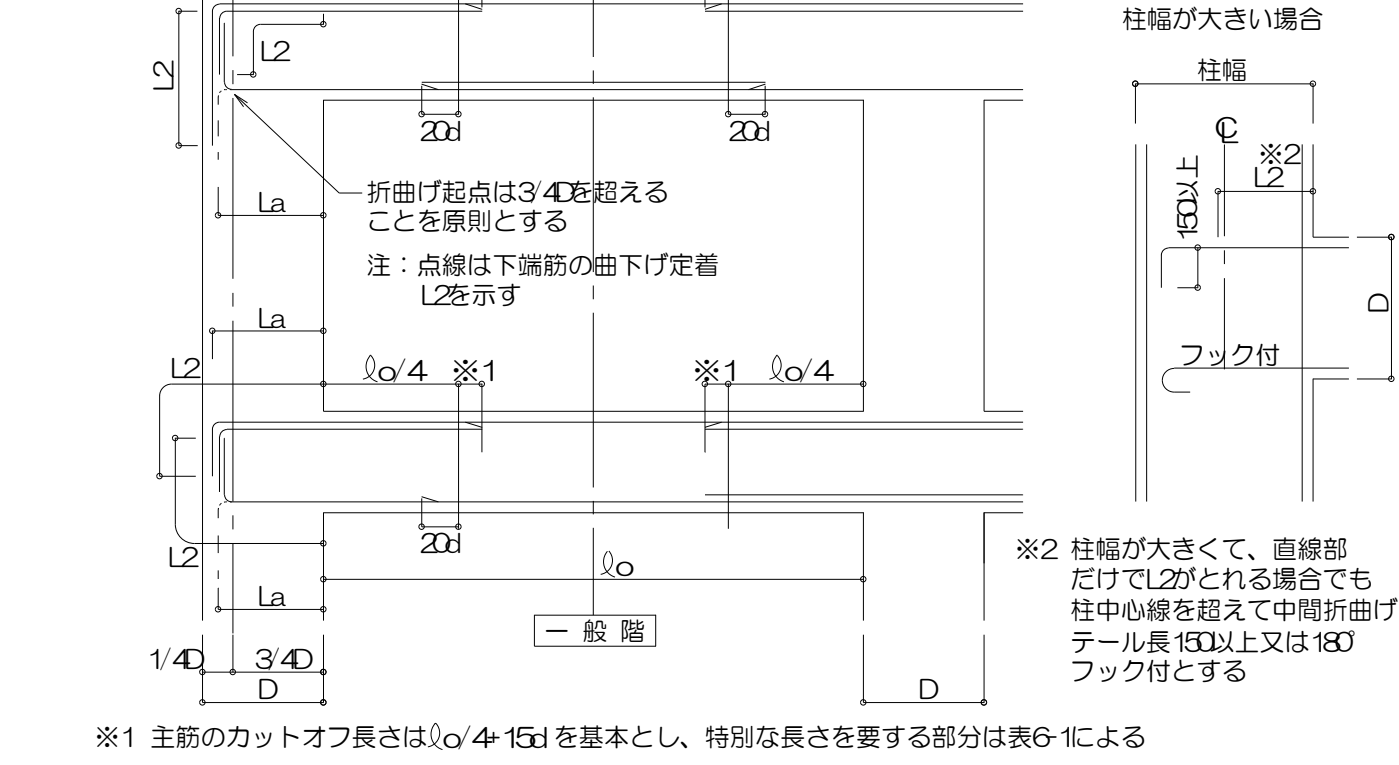 柱幅が大きい場合
L2
L2
柱幅
20d
20d
CL
※2
L2
150以上
折曲げ起点は3/4Dを超える
ことを原則とする
La
注：点線は下端筋の曲下げ定着
L2を示す
D
La
L2
ℓo/4
※1
※1
ℓo/4
フック付
20d
L2
ℓo
La
※2 柱幅が大きくて、直線部
だけでL2がとれる場合でも
柱中心線を超えて中間折曲げ
テール長150以上又は180°
フック付とする
一般階
1/4D
3/4D
D
D
※1 主筋のカットオフ長さはℓo/4+15dを基本とし、特別な長さを要する部分は表6-1による